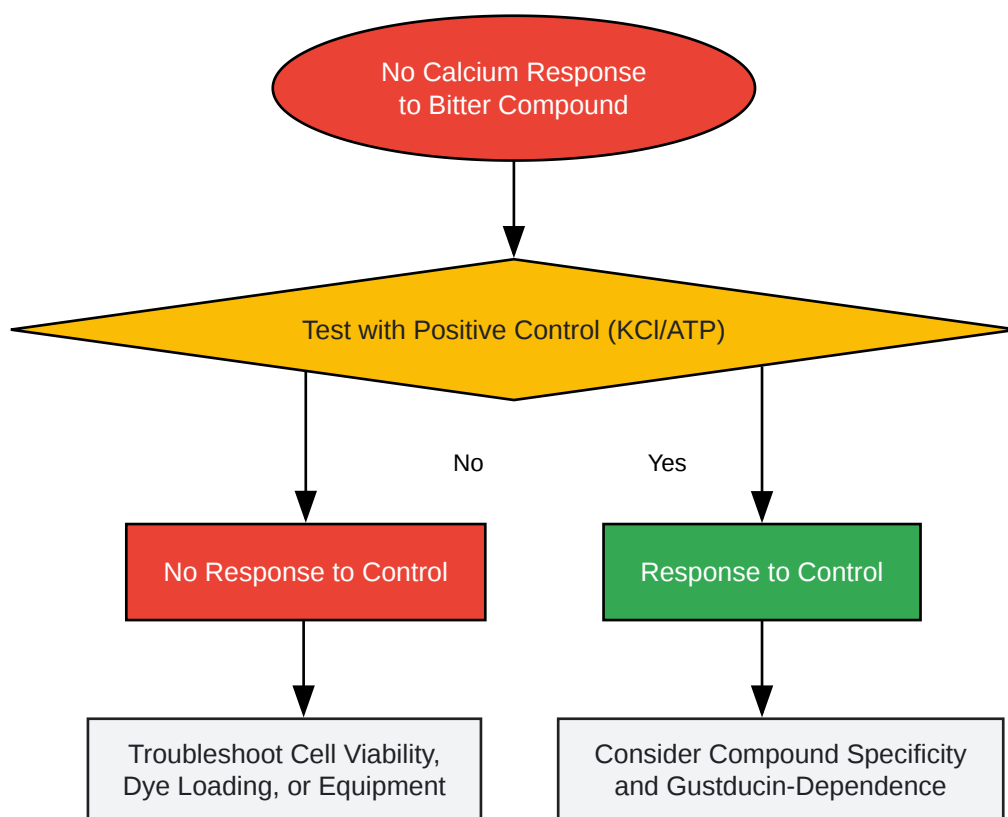 No Calcium Response
to Bitter Compound
Test with Positive Control (KCl/ATP)
No
Yes
No Response to Control
Response to Control
Troubleshoot Cell Viability,
Dye Loading, or Equipment
Consider Compound Specificity
and Gustducin-Dependence